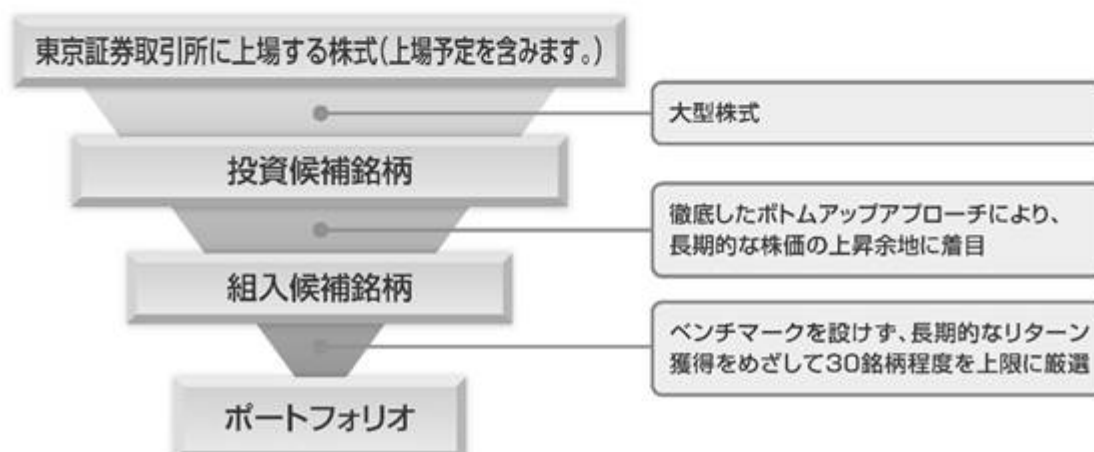 東京証券取引所に上場する株式(上場予定を含みます。)
大型株式
投資候補銘柄
徹底したボトムアップアプローチにより、
長期的な株価の上昇余地に着目
組入候補銘柄
ベンチマークを設けず、長期的なリターン
獲得をめざして30銘柄程度を上限に厳選
ポートフォリオ